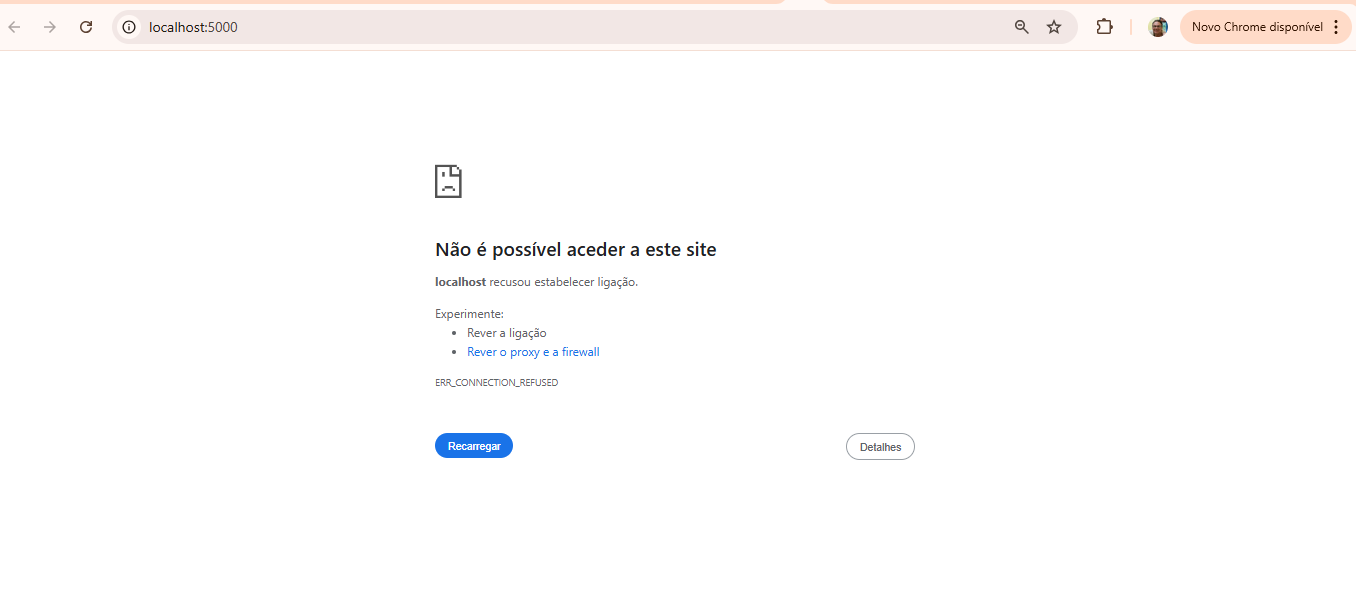 localhost:5000
Novo Chrome disponível
Não é possível aceder a este site
localhost recusou estabelecer ligação.
Experimente:
Rever a ligação
Rever o proxy e a firewall
ERR_CONNECTION_REFUSED
Recarregar
Detalhes